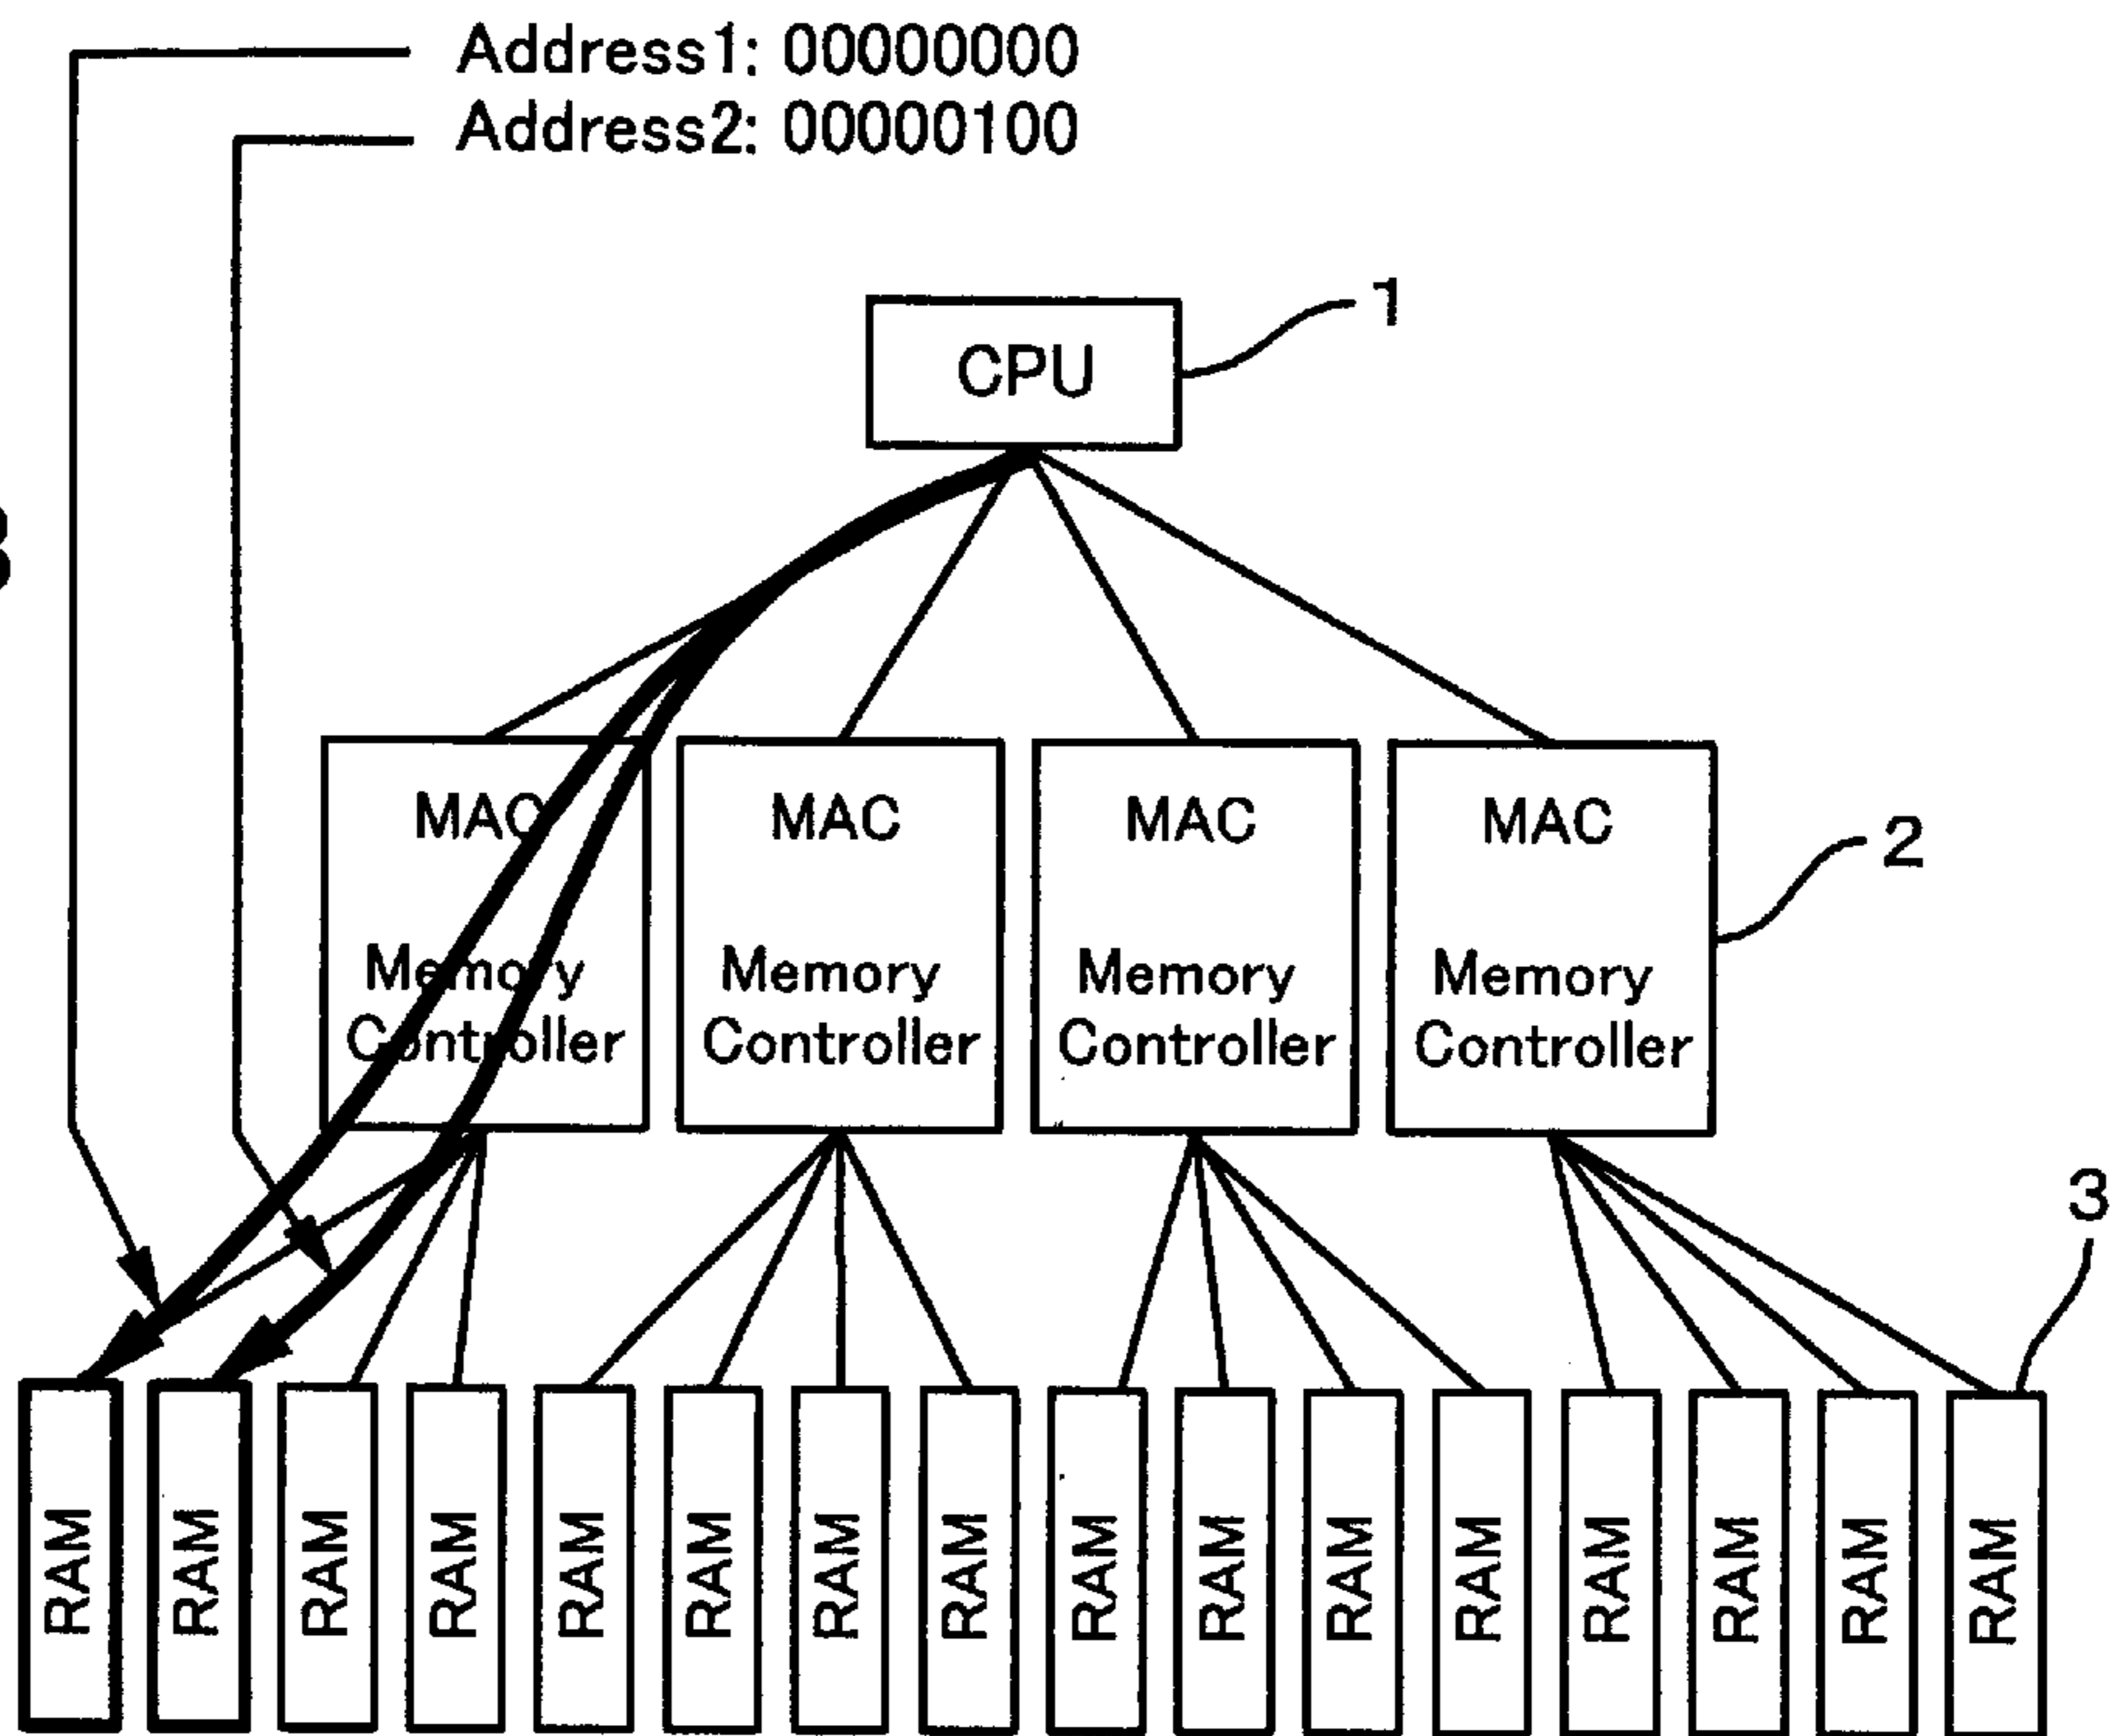 Address1: 00000000
Address2: 00000100
1
CPU
MAC MAC MAC MAC
2
Memory Memory Memory Memory
Controller Controller Controller Controller
3
RAM RAM RAM RAM RAM RAM RAM RAM RAM RAM RAM RAM RAM RAM RAM RAM